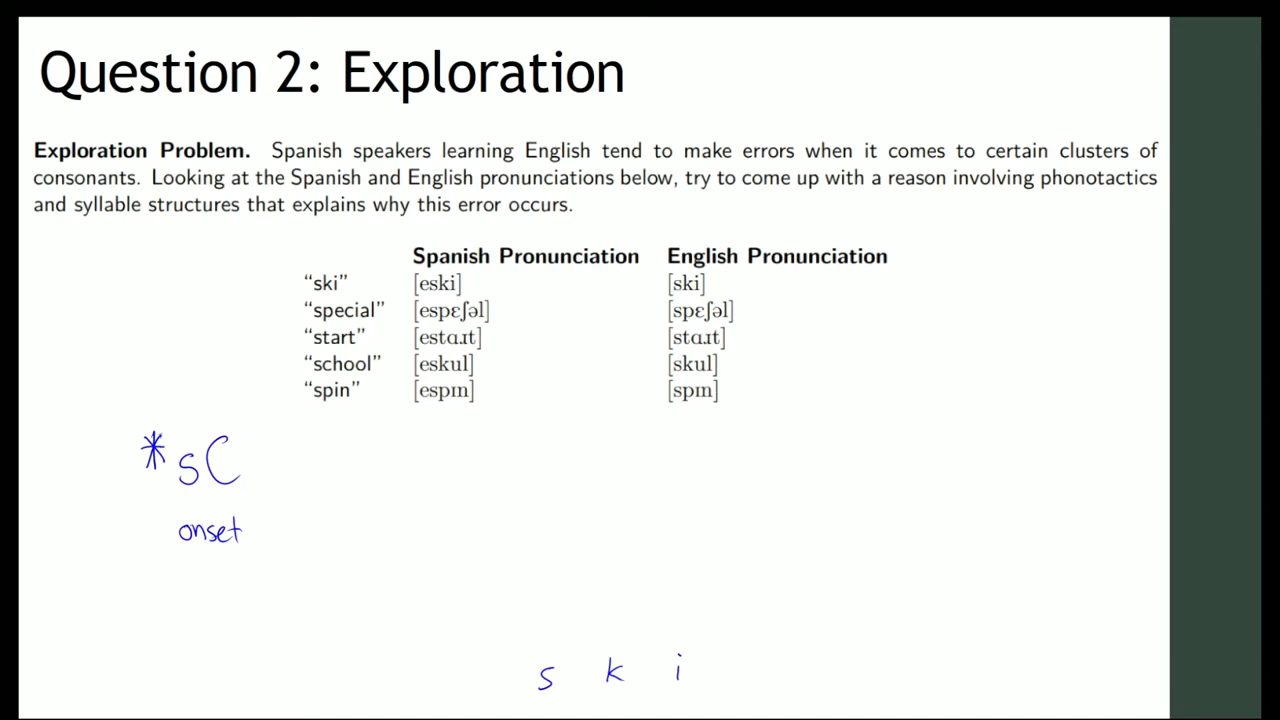 Question 2: Exploration
Exploration Problem. Spanish speakers learning English tend to make errors when it comes to certain clusters of
consonants. Looking at the Spanish and English pronunciations below, try to come up with a reason involving phonotactics
and syllable structures that explains why this error occurs.
Spanish Pronunciation English Pronunciation
“ski” [eski] [ski]
“special” [espɛʃəl] [spɛʃəl]
“start” [estɑɹt] [stɑɹt]
“school” [eskul] [skul]
“spin” [espɪn] [spɪn]
*sC
onset
s k i